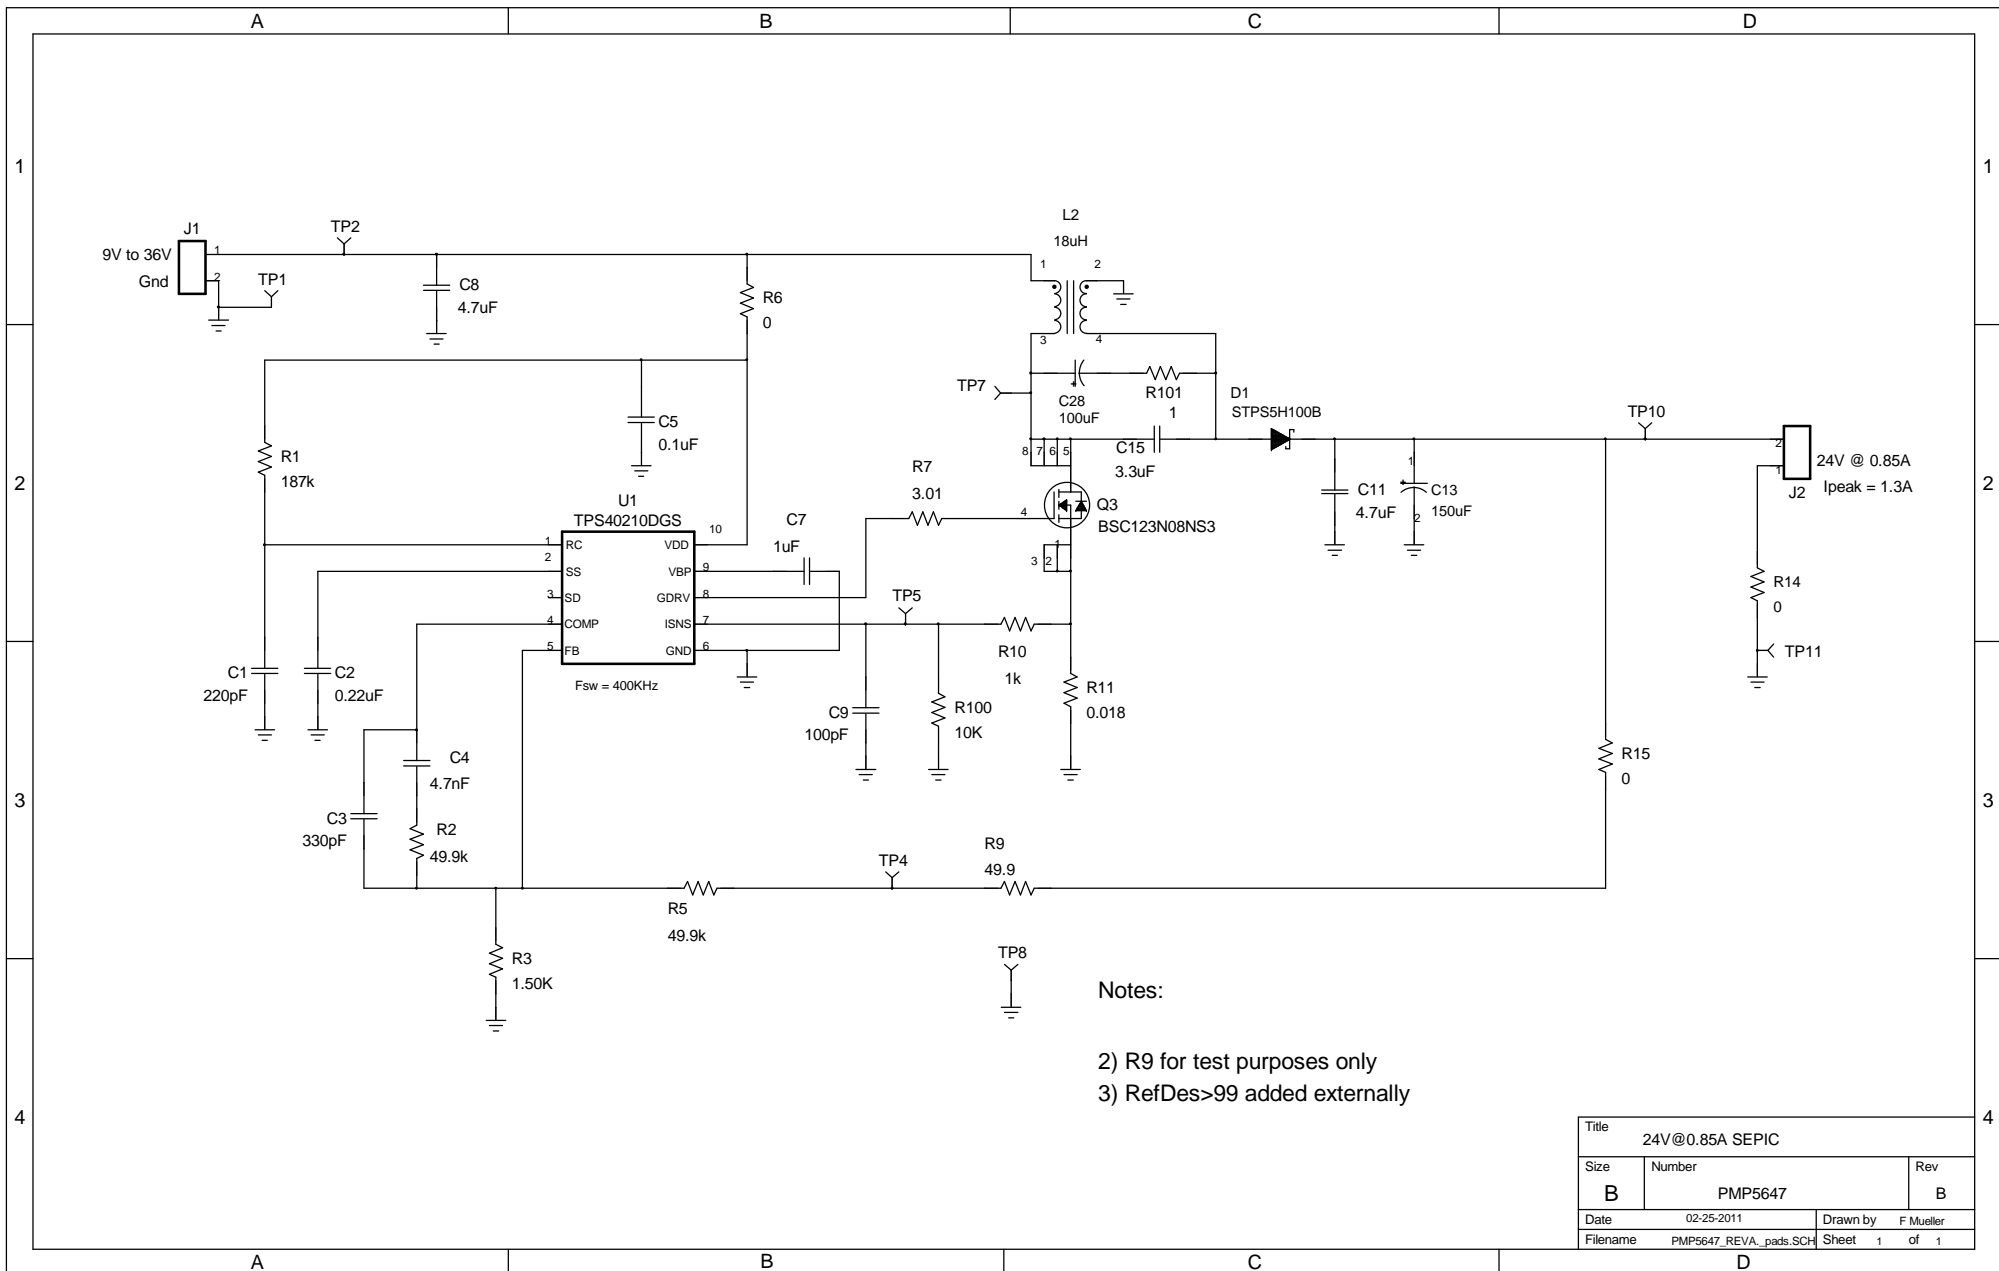 A B C D
1 1
J1
9V to 36V
1
2
Gnd
TP1
TP2
C8
4.7uF
R6
0
L2
18uH
1 2
3 4
TP7
C28
+
100uF
R101
1
D1
STPS5H100B
TP10
2
1
J2
24V @ 0.85A
Ipeak = 1.3A
2 2
R1
187k
C5
0.1uF
8 7 6 5
C15
3.3uF
R7
3.01
4
Q3
BSC123N08NS3
1
3 2
C11
4.7uF
1
+
C13
150uF
2
R14
0
TP11
U1
TPS40210DGS
1 RC
2 SS
3 SD
4 COMP
5 FB
VDD 10
VBP 9
GDRV 8
ISNS 7
GND 6
Fsw = 400KHz
C7
1uF
TP5
R10
1k
R11
0.018
C1
220pF
C2
0.22uF
C9
100pF
R100
10K
3 3
C4
4.7nF
C3
330pF
R2
49.9k
R15
0
R5
49.9k
TP4
R9
49.9
R3
1.50K
TP8
4 4
Notes:
2) R9 for test purposes only
3) RefDes>99 added externally
Title
24V@0.85A SEPIC
Size Number Rev
B PMP5647 B
Date 02-25-2011 Drawn by F Mueller
Filename PMP5647_REVA._pads.SCH Sheet 1 of 1
A B C D